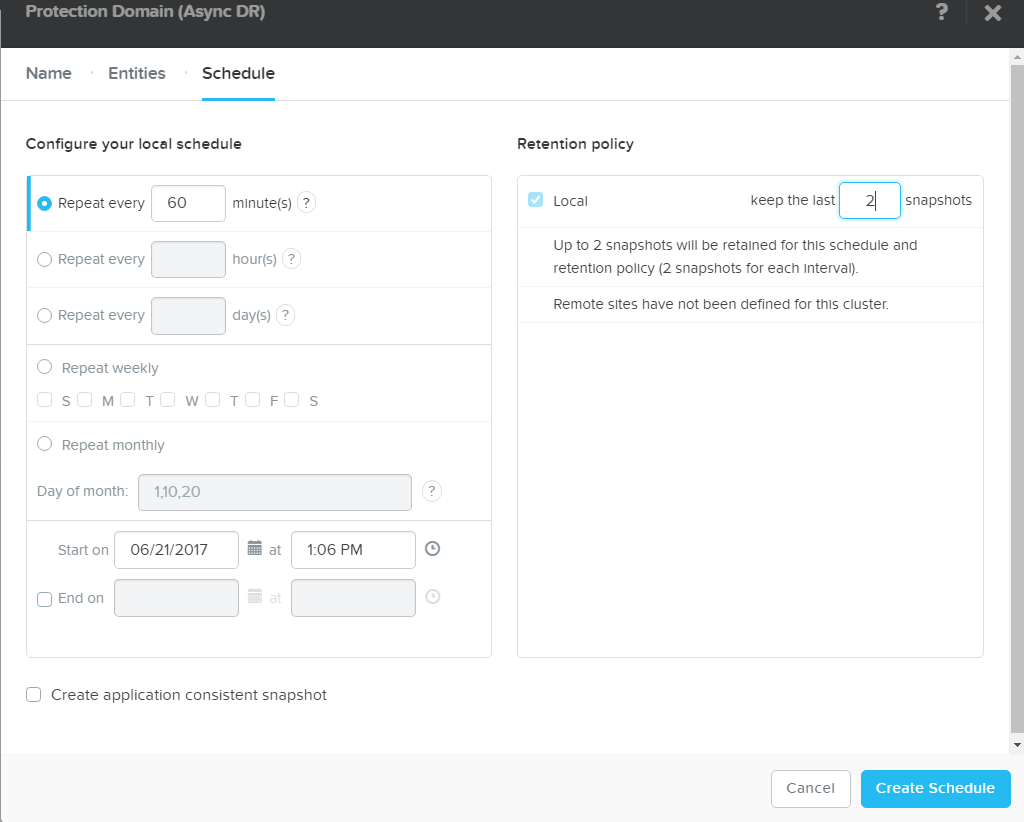 Protection Domain (Async DR)
?
Name · Entities · Schedule
Configure your local schedule
Repeat every 60 minute(s) ?
Repeat every hour(s) ?
Repeat every day(s) ?
Repeat weekly
S M T W T F S
Repeat monthly
Day of month: 1,10,20 ?
Start on 06/21/2017 at 1:06 PM
End on at
Create application consistent snapshot
Retention policy
Local keep the last 2 snapshots
Up to 2 snapshots will be retained for this schedule and
retention policy (2 snapshots for each interval).
Remote sites have not been defined for this cluster.
Cancel
Create Schedule